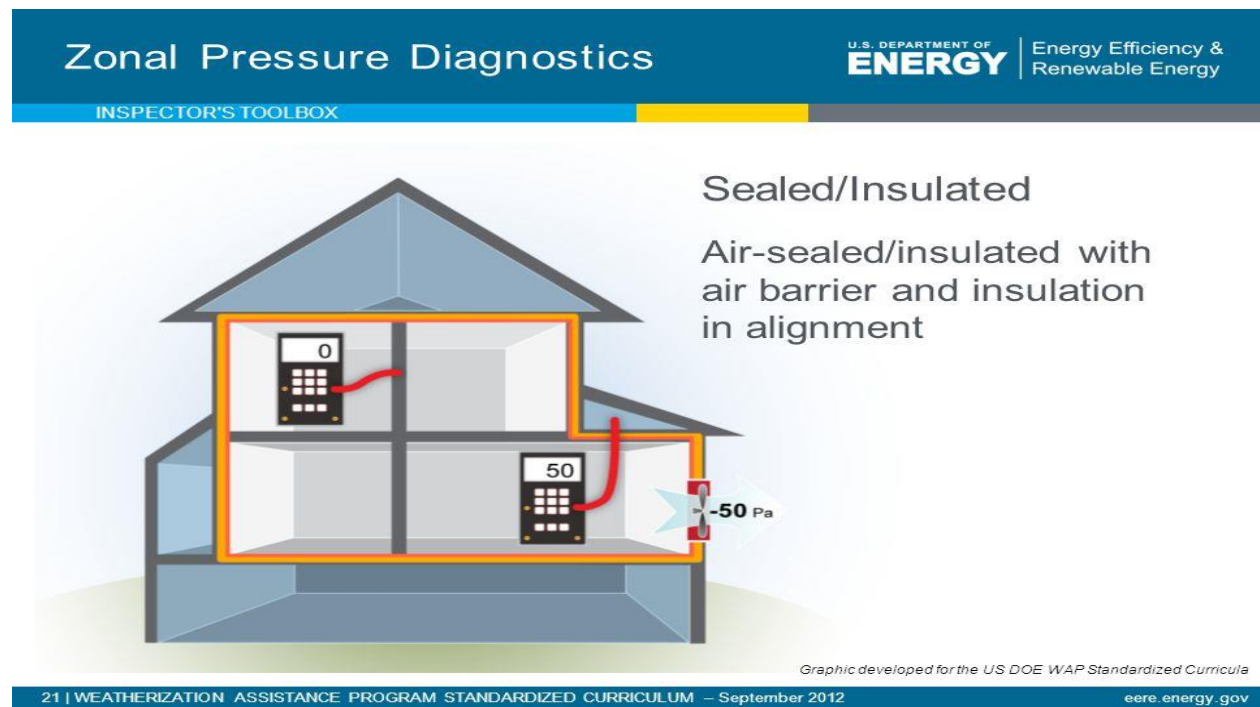 Zonal Pressure Diagnostics
U.S. DEPARTMENT OF
ENERGY
Energy Efficiency &
Renewable Energy
INSPECTOR'S TOOLBOX
Sealed/Insulated
Air-sealed/insulated with
air barrier and insulation
in alignment
0
50
-50 Pa
Graphic developed for the US DOE WAP Standardized Curricula
21 | WEATHERIZATION ASSISTANCE PROGRAM STANDARDIZED CURRICULUM – September 2012
eere.energy.gov